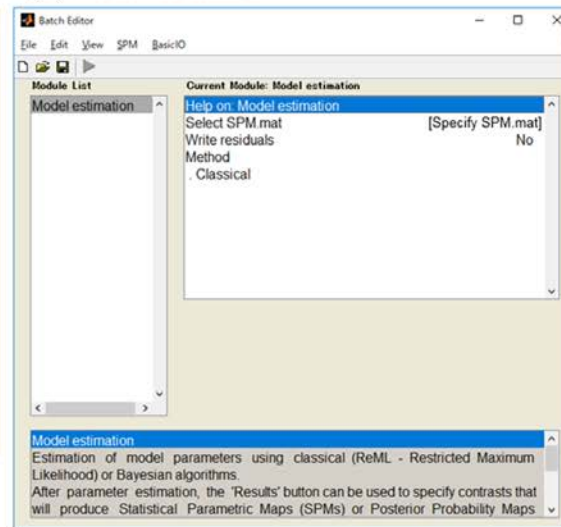 Batch Editor
File Edit View SPM BasicIO
Module List
Current Module: Model estimation
Model estimation
Help on: Model estimation
Select SPM.mat [Specify SPM.mat]
Write residuals No
Method
. Classical
Model estimation
Estimation of model parameters using classical (ReML - Restricted Maximum
Likelihood) or Bayesian algorithms.
After parameter estimation, the 'Results' button can be used to specify contrasts that
will produce Statistical Parametric Maps (SPMs) or Posterior Probability Maps